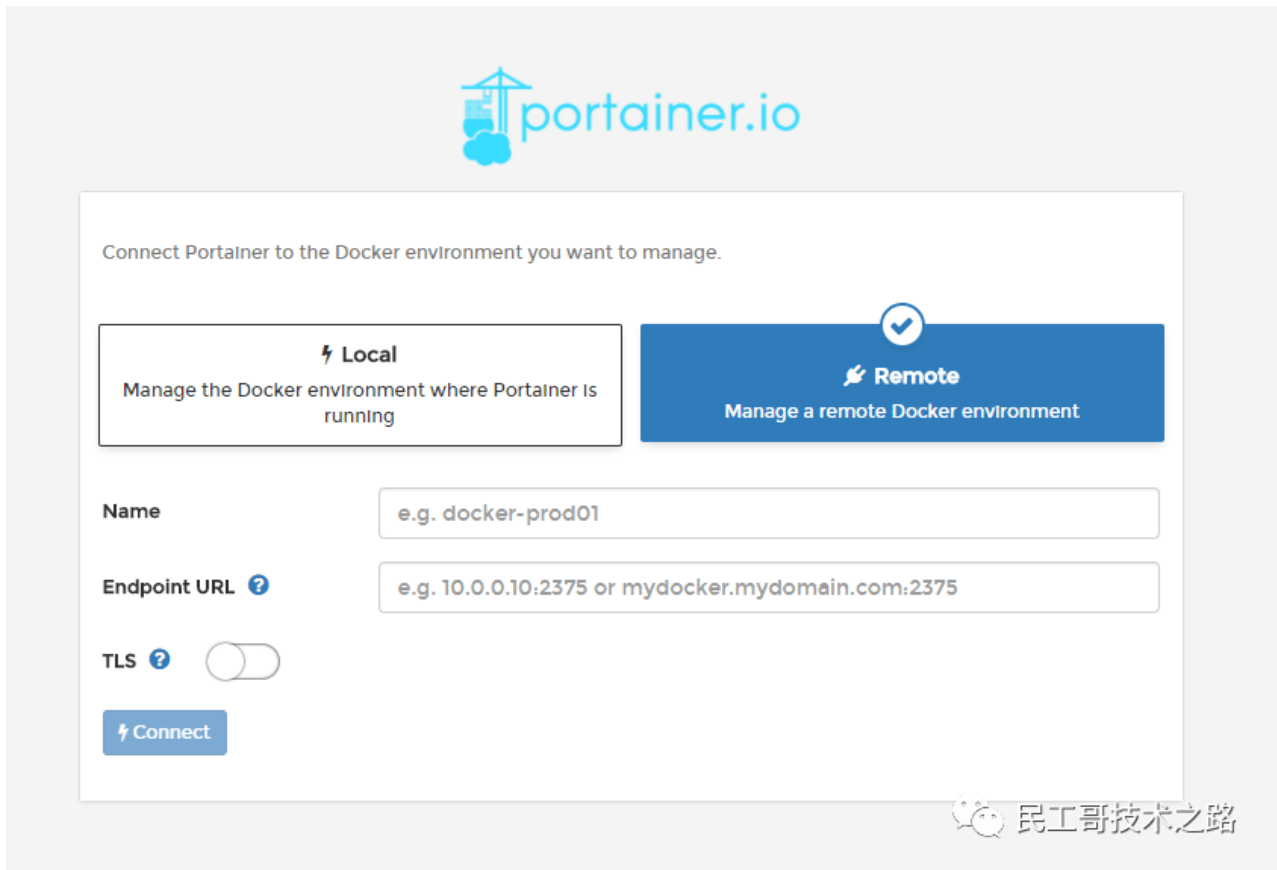 portainer.io
Connect Portainer to the Docker environment you want to manage.
Local
Manage the Docker environment where Portainer is
running
Remote
Manage a remote Docker environment
Name
e.g. docker-prod01
Endpoint URL ?
e.g. 10.0.0.10:2375 or mydocker.mydomain.com:2375
TLS ?
Connect
民工哥技术之路